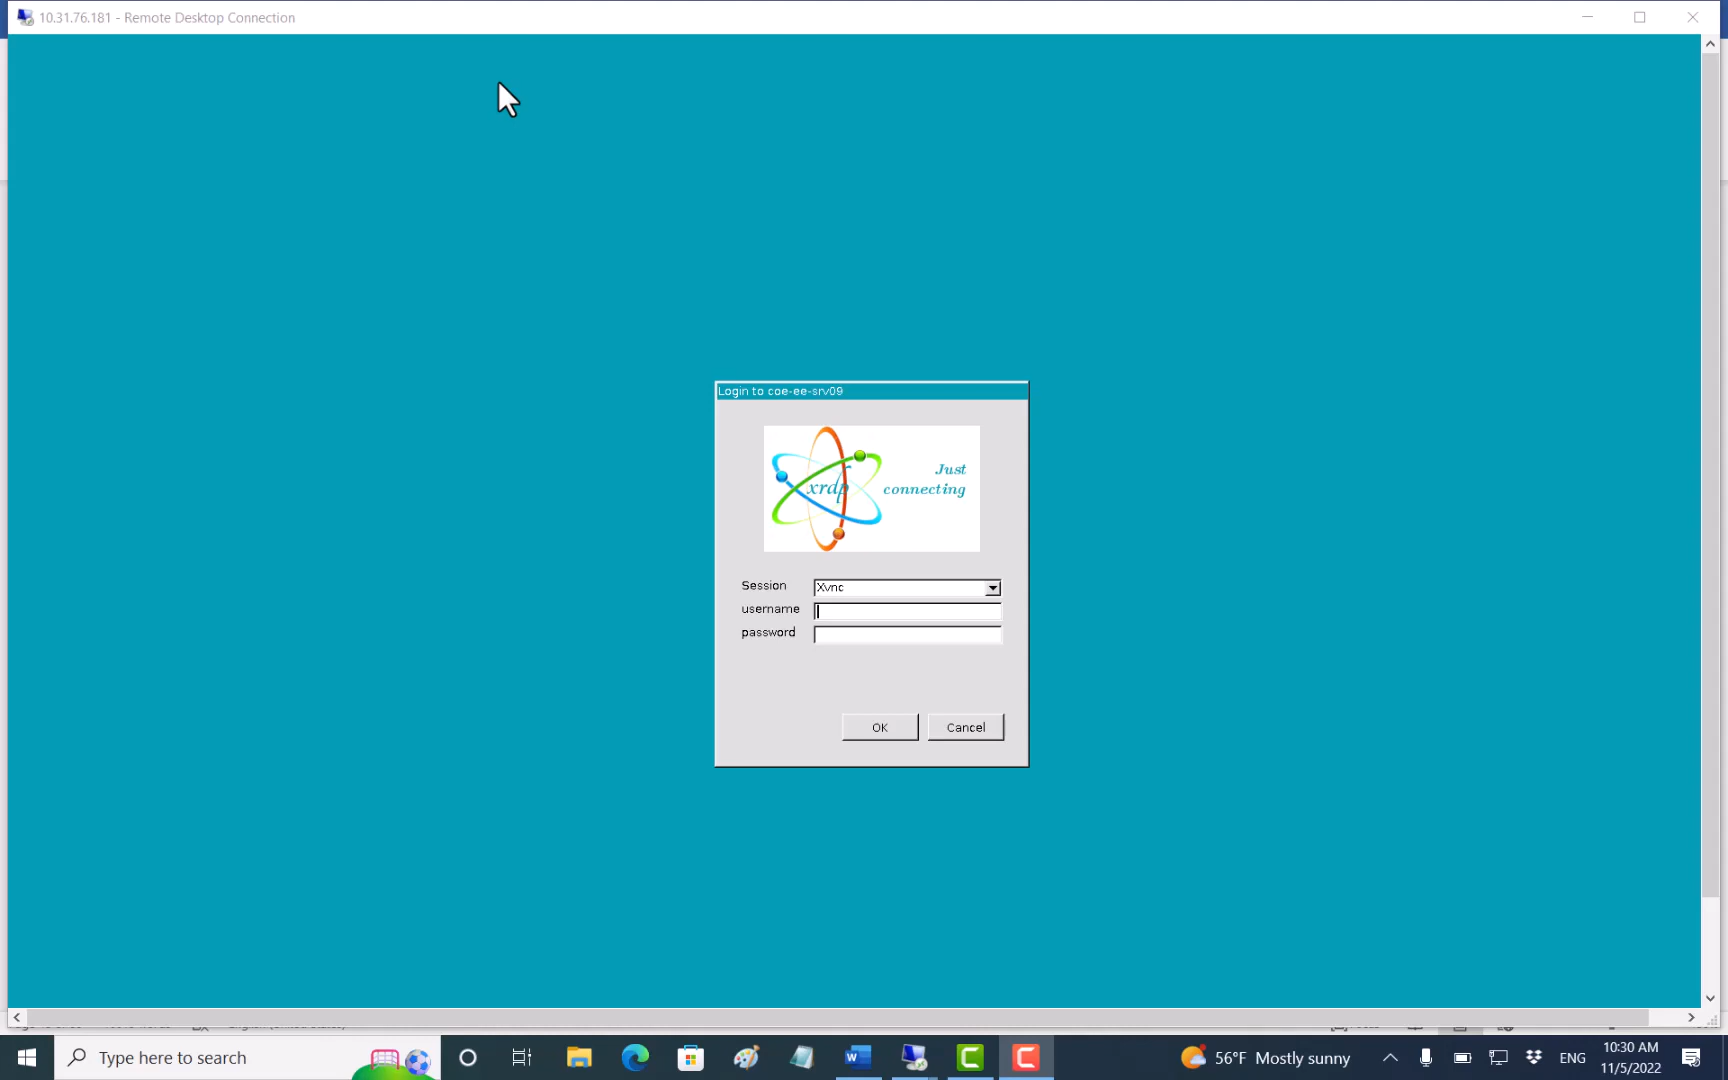 10.31.76.181 - Remote Desktop Connection
Login to coe-ee-srv09
xrdp
Just
connecting
Session
Xvnc
username
password
OK
Cancel
Type here to search
56°F Mostly sunny
ENG
10:30 AM
11/5/2022